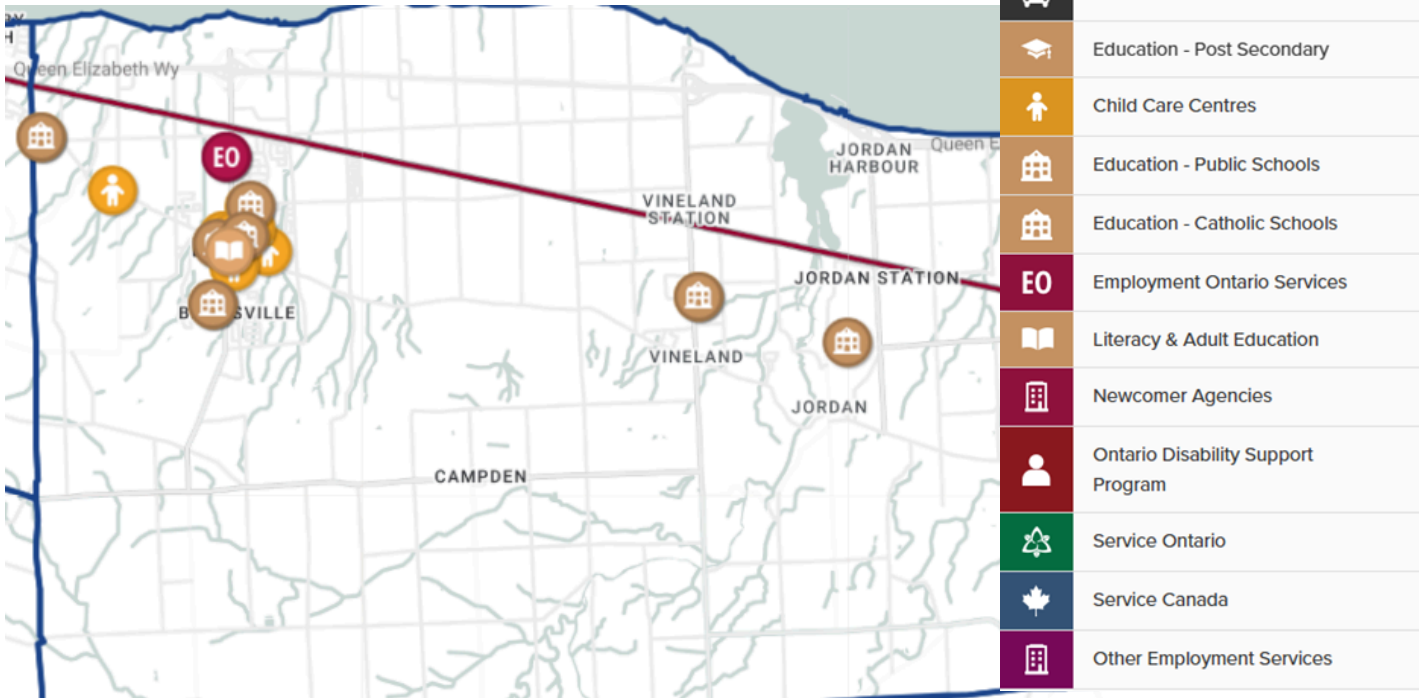 Queen Elizabeth Wy
EO
JORDAN
HARBOUR
Queen E
VINELAND
STATION
JORDAN STATION
VINELAND
JORDAN
CAMPDEN
Education - Post Secondary
Child Care Centres
Education - Public Schools
Education - Catholic Schools
EO Employment Ontario Services
Literacy & Adult Education
Newcomer Agencies
Ontario Disability Support
Program
Service Ontario
Service Canada
Other Employment Services